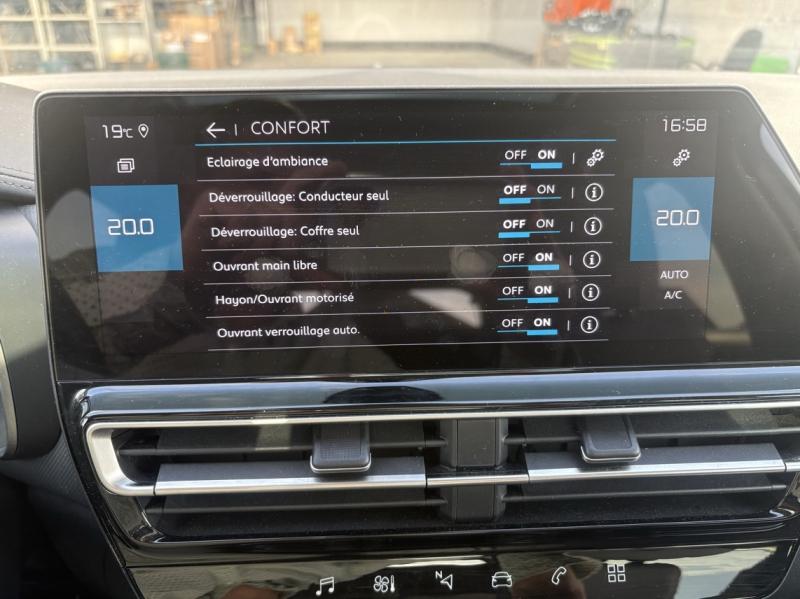 19°C
← | CONFORT
16:58
Eclairage d'ambiance OFF ON
Déverrouillage: Conducteur seul OFF ON
Déverrouillage: Coffre seul OFF ON
Ouvrant main libre OFF ON
Hayon/Ouvrant motorisé OFF ON
Ouvrant verrouillage auto. OFF ON
20.0
20.0
AUTO
A/C
N